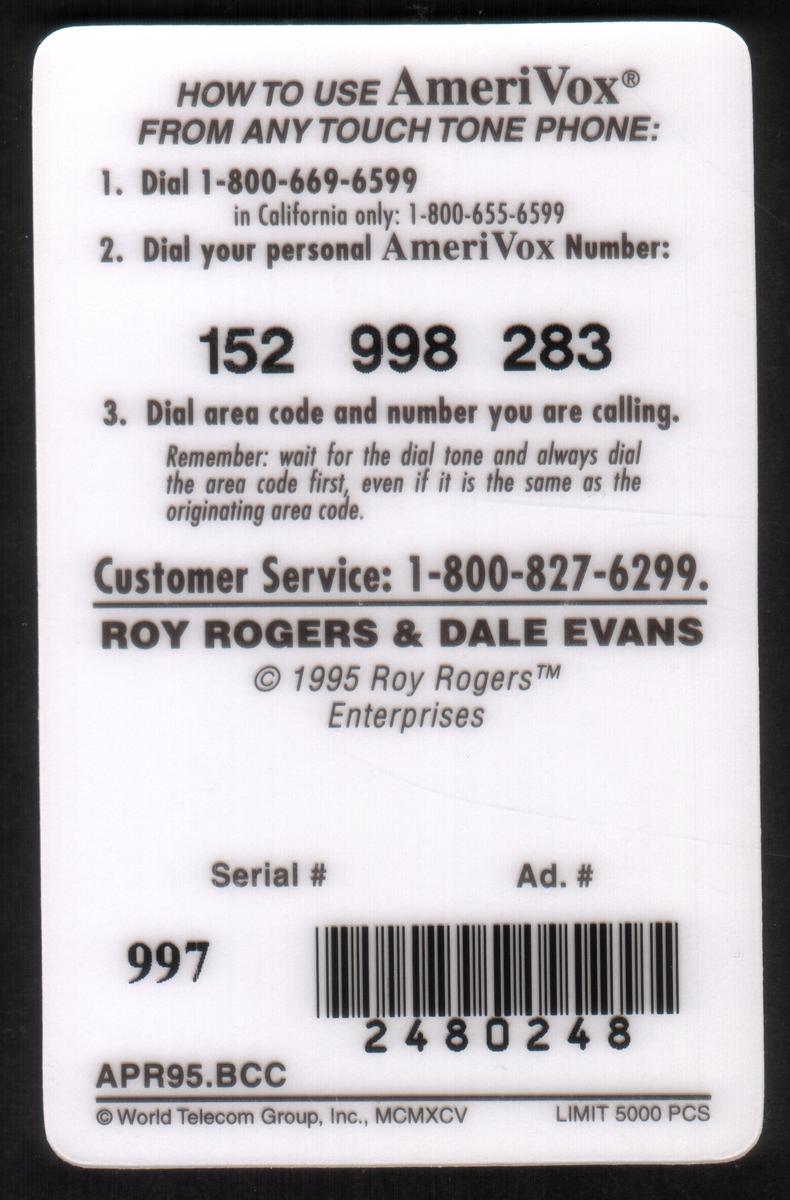 HOW TO USE AmeriVox®
FROM ANY TOUCH TONE PHONE:
1. Dial 1-800-669-6599
in California only: 1-800-655-6599
2. Dial your personal AmeriVox Number:
152 998 283
3. Dial area code and number you are calling.
Remember: wait for the dial tone and always dial
the area code first, even if it is the same as the
originating area code.
Customer Service: 1-800-827-6299.
ROY ROGERS & DALE EVANS
© 1995 Roy Rogers™
Enterprises
Serial # Ad. #
997
2480248
APR95.BCC
© World Telecom Group, Inc., MCMXCV LIMIT 5000 PCS